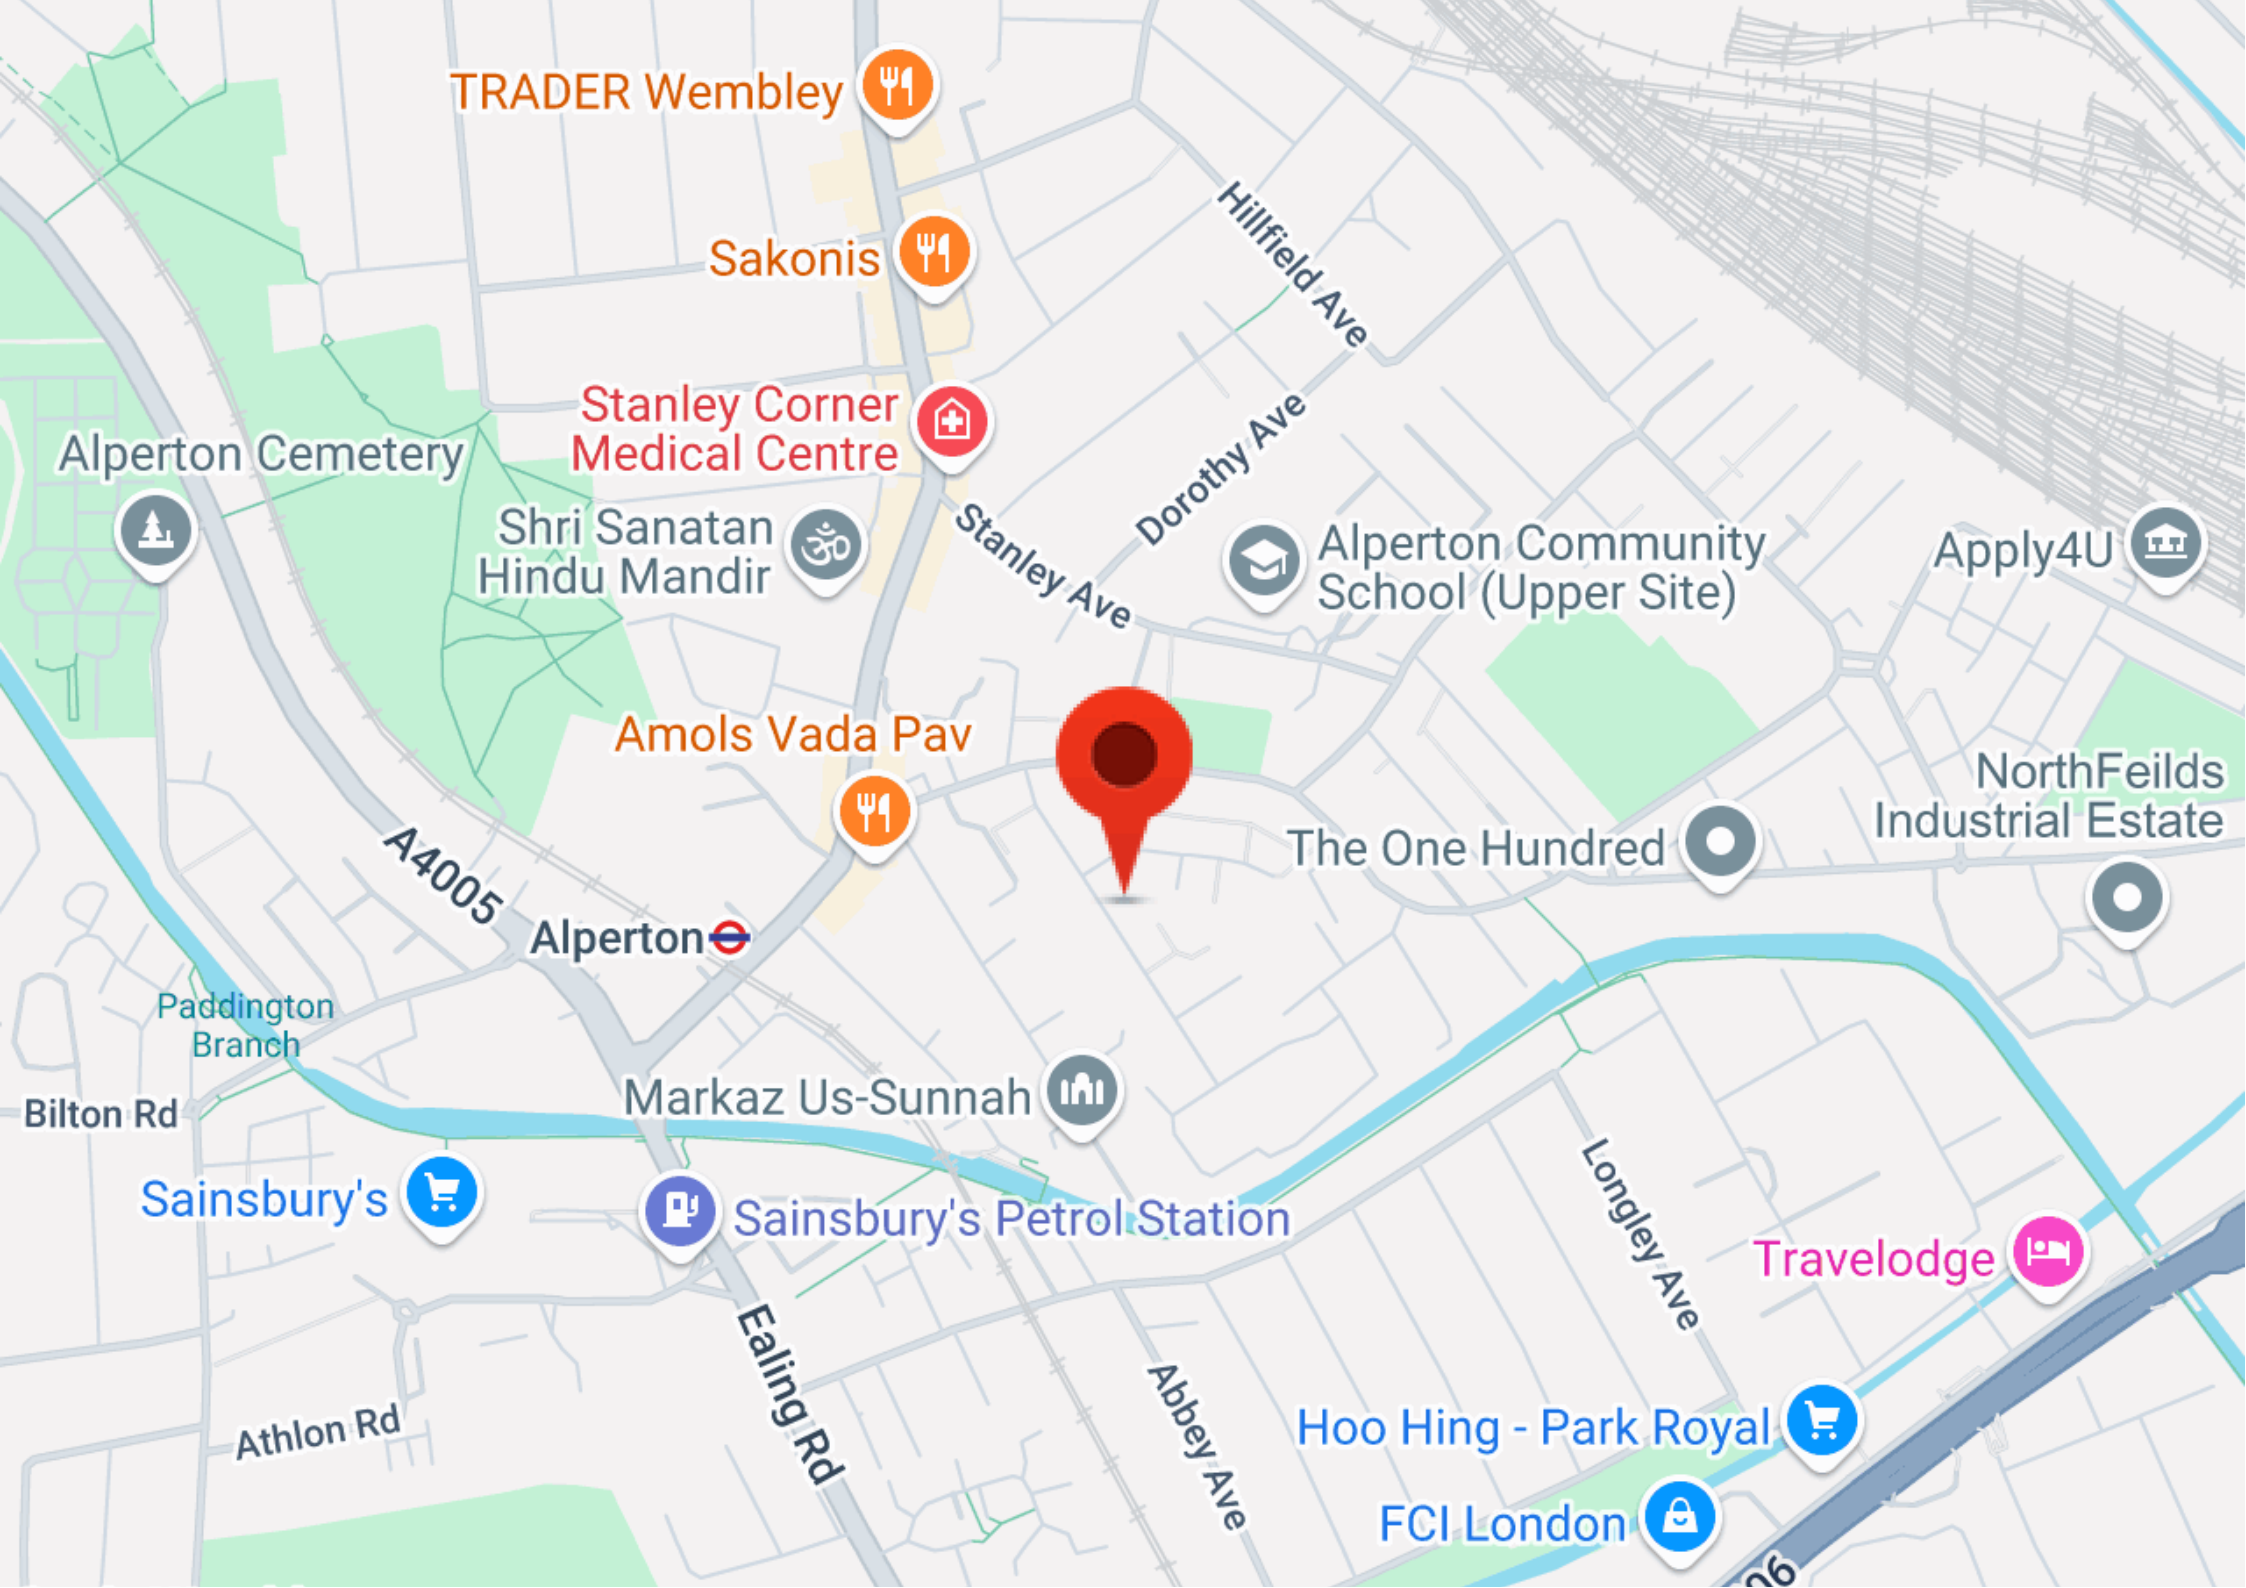 TRADER Wembley
Hillfield Ave
Sakonis
Stanley Corner
Medical Centre
Dorothy Ave
Alperton Cemetery
Shri Sanatan
Hindu Mandir
Stanley Ave
Alperton Community
School (Upper Site)
Apply4U
Amols Vada Pav
NorthFeilds
Industrial Estate
The One Hundred
A4005
Alperton
Paddington
Branch
Markaz Us-Sunnah
Bilton Rd
Sainsbury's
Sainsbury's Petrol Station
Longley Ave
Travelodge
Ealing Rd
Abbey Ave
Athlon Rd
Hoo Hing - Park Royal
FCI London
06